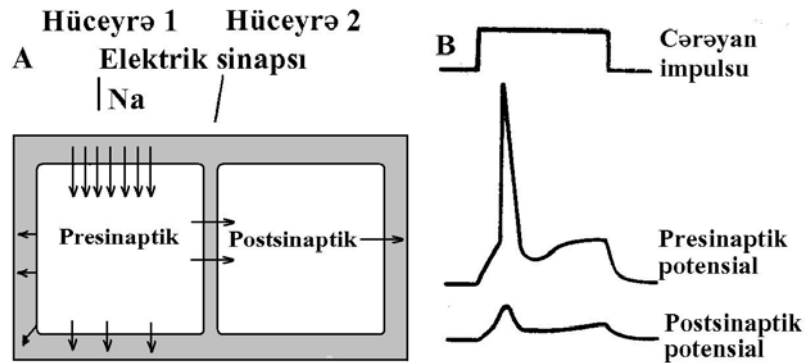 Hüceyrə 1 Hüceyrə 2
A Elektrik sinapsı
Na
Presinaptik
Postsinaptik
B
Cərəyan
impulsu
Presinaptik
potensial
Postsinaptik
potensial